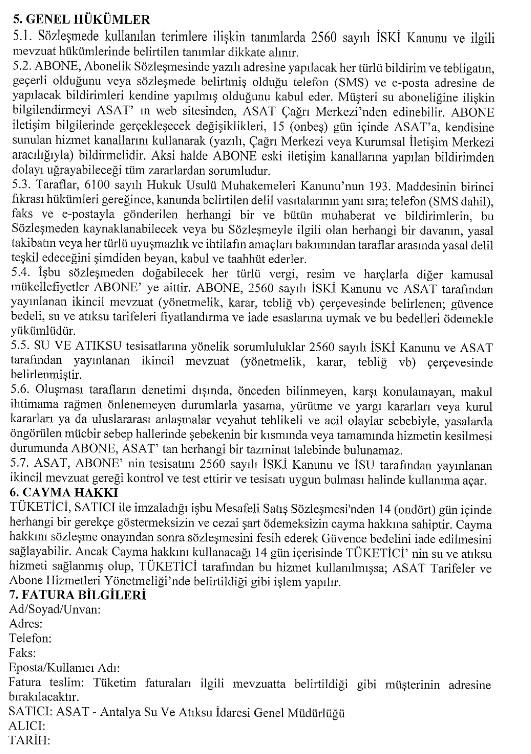 5. GENEL HÜKÜMLER
5.1. Sözleşmede kullanılan terimlere ilişkin tanımlarda 2560 sayılı İSKİ Kanunu ve ilgili
mevzuat hükümlerinde belirtilen tanımlar dikkate alınır.
5.2. ABONE, Abonelik Sözleşmesinde yazılı adresine yapılacak her türlü bildirim ve tebligatın,
geçerli olduğunu veya sözleşmede belirtmiş olduğu telefon (SMS) ve e-posta adresine de
yapılacak bildirimleri kendine yapılmış olduğunu kabul eder. Müşteri su aboneliğine ilişkin
bilgilendirmeyi ASAT' ın web sitesinden, ASAT Çağrı Merkezi'nden edinebilir. ABONE
iletişim bilgilerinde gerçekleşecek değişiklikleri, 15 (onbeş) gün içinde ASAT'a, kendisine
sunulan hizmet kanallarını kullanarak (yazılı, Çağrı Merkezi veya Kurumsal İletişim Merkezi
aracılığıyla) bildirmelidir. Aksi halde ABONE eski iletişim kanallarına yapılan bildirimden
dolayı uğrayabileceği tüm zararlardan sorumludur.
5.3. Taraflar, 6100 sayılı Hukuk Usulü Muhakemeleri Kanunu'nun 193. Maddesinin birinci
fıkrası hükümleri gereğince, kanunda belirtilen delil vasıtalarının yanı sıra; telefon (SMS dahil),
faks ve e-postayla gönderilen herhangi bir ve bütün muhaberat ve bildirimlerin, bu
Sözleşmeden kaynaklanabilecek veya bu Sözleşmeyle ilgili olan herhangi bir davanın, yasal
takibatın veya her türlü uyuşmazlık ve ihtilafın amaçları bakımından taraflar arasında yasal delil
teşkil edeceğini şimdiden beyan, kabul ve taahhüt ederler.
5.4. İşbu sözleşmeden doğabilecek her türlü vergi, resim ve harçlarla diğer kamusal
mükellefiyetler ABONE' ye aittir. ABONE, 2560 sayılı İSKİ Kanunu ve ASAT tarafından
yayınlanan ikincil mevzuat (yönetmelik, karar, tebliğ vb) çerçevesinde belirlenen; güvence
bedeli, su ve atıksu tarifeleri fiyatlandırma ve iade esaslarına uymak ve bu bedelleri ödemekle
yükümlüdür.
5.5. SU VE ATIKSU tesisatlarına yönelik sorumluluklar 2560 sayılı İSKİ Kanunu ve ASAT
tarafından yayınlanan ikincil mevzuat (yönetmelik, karar, tebliğ vb) çerçevesinde
belirlenmiştir.
5.6. Oluşması tarafların denetimi dışında, önceden bilinmeyen, karşı konulamayan, makul
ihtimama rağmen önlenemeyen durumlarla yasama, yürütme ve yargı kararları veya kurul
kararları ya da uluslararası anlaşmalar veyahut tehlikeli ve acil olaylar sebebiyle, yasalarda
öngörülen mücbir sebep hallerinde şebekenin bir kısmında veya tamamında hizmetin kesilmesi
durumunda ABONE, ASAT' tan herhangi bir tazminat talebinde bulunamaz.
5.7. ASAT, ABONE' nin tesisatını 2560 sayılı İSKİ Kanunu ve İSU tarafından yayınlanan
ikincil mevzuat gereği kontrol ve test ettirir ve tesisatı uygun bulması halinde kullanıma açar.
6. CAYMA HAKKI
TÜKETİCİ, SATICI ile imzaladığı işbu Mesafeli Satış Sözleşmesi'nden 14 (ondört) gün içinde
herhangi bir gerekçe göstermeksizin ve cezai şart ödemeksizin cayma hakkına sahiptir. Cayma
hakkını sözleşme onayından sonra sözleşmesini fesih ederek Güvence bedelini iade edilmesini
sağlayabilir. Ancak Cayma hakkını kullanacağı 14 gün içerisinde TÜKETİCİ' nin su ve atıksu
hizmeti sağlanmış olup, TÜKETİCİ tarafından bu hizmet kullanılmışsa; ASAT Tarifeler ve
Abone Hizmetleri Yönetmeliği'nde belirtildiği gibi işlem yapılır.
7. FATURA BİLGİLERİ
Ad/Soyad/Unvan:
Adres:
Telefon:
Faks:
Eposta/Kullanıcı Adı:
Fatura teslim: Tüketim faturaları ilgili mevzuatta belirtildiği gibi müşterinin adresine
bırakılacaktır.
SATICI: ASAT - Antalya Su Ve Atıksu İdaresi Genel Müdürlüğü
ALICI:
TARİH: